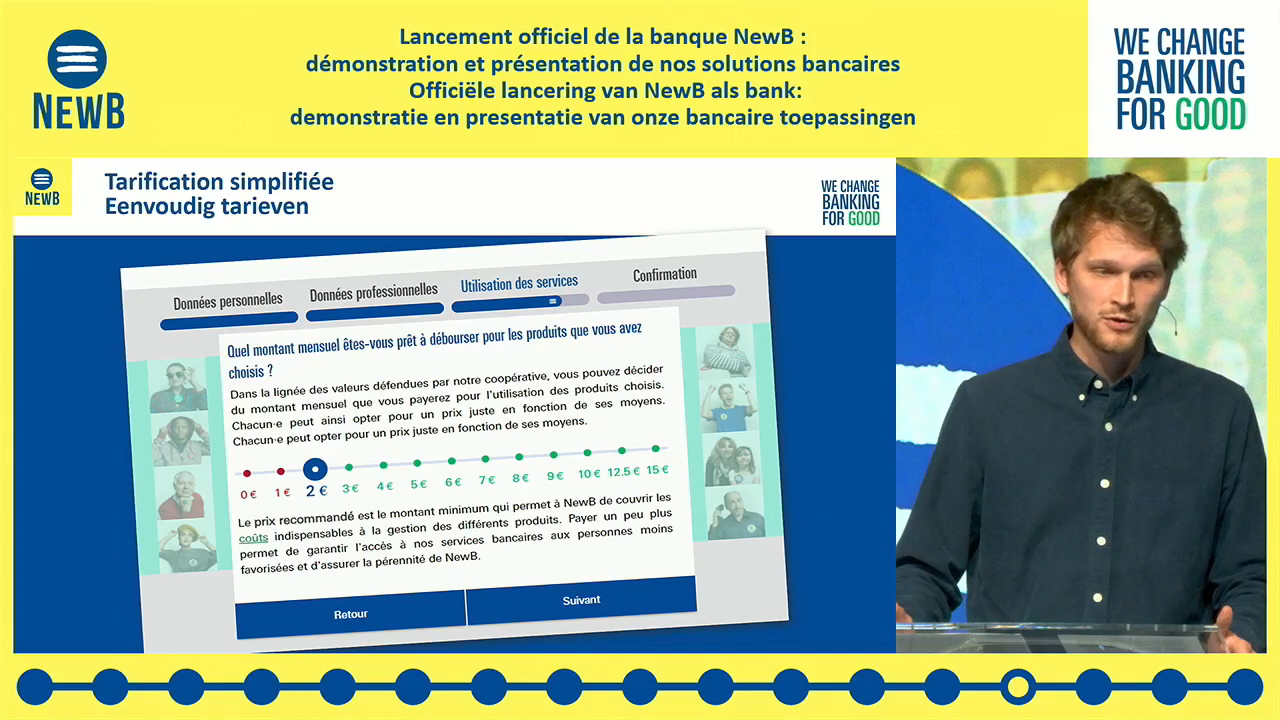 NEWB
Lancement officiel de la banque NewB :
démonstration et présentation de nos solutions bancaires
Officiële lancering van NewB als bank:
demonstratie en presentatie van onze bancaire toepassingen
WE CHANGE
BANKING
FOR GOOD
NEWB
Tarification simplifiée
Eenvoudig tarieven
WE CHANGE
BANKING
FOR GOOD
Données personnelles
Données professionnelles
Utilisation des services
Confirmation
Quel montant mensuel êtes-vous prêt à débourser pour les produits que vous avez
choisis ?
Dans la lignée des valeurs défendues par notre coopérative, vous pouvez décider
du montant mensuel que vous payerez pour l'utilisation des produits choisis.
Chacun·e peut ainsi opter pour un prix juste en fonction de ses moyens.
Chacun·e peut opter pour un prix juste en fonction de ses moyens.
0 € 1 € 2 € 3 € 4 € 5 € 6 € 7 € 8 € 9 € 10 € 12.5 € 15 €
Le prix recommandé est le montant minimum qui permet à NewB de couvrir les
coûts indispensables à la gestion des différents produits. Payer un peu plus
permet de garantir l'accès à nos services bancaires aux personnes moins
favorisées et d'assurer la pérennité de NewB.
Retour
Suivant